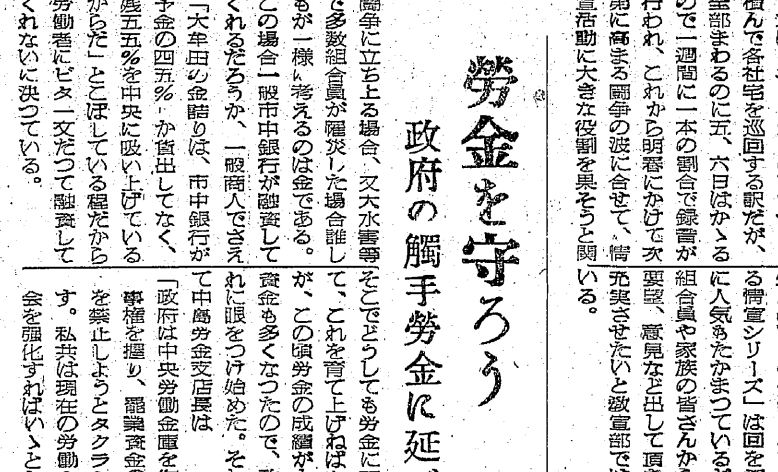 積んで各社宅を巡回する訳だが、
全部まわるのに五、六日はかゝる
ので一週間に一本の割合で録音が
行われ、これから明春にかけて次
第に高まる闘争の波に合せて、情
宣活動に大きな役割を果そうと関
る情宣シリーズ」は回を
に人気もたかまつている
組合員や家族の皆さんか
要望、意見など出して頂
充実させたいと激宣部で
いる。
勞金を守ろう
政府の觸手勞金に延
闘争に立ち上る場合、又大水害等
で多数組合員が罹災した場合誰し
もが一様に考えるのは金である。
この場合一般市中銀行が融資して
くれるだろうか、一般商人でさえ
「大牟田の金詰りは、市中銀行が
予金の四五％しか貸出してなく、
残五五％を中央に吸い上げている
からだ」とこぼしている程だから
労働者にビタ一文だつて融資して
くれないに決つている。
そこでどうしても労金に
て、これを育て上げねば
が、この頃労金の成績が
資金も多くなつたので、
れに眼をつけ始めた。そ
て中島労金支店長は
「政府は中央労働金庫を
事権を握り、罷業資金の
を禁止しようとタクラ
す。私共は現在の労働
会を強化すればいゝと